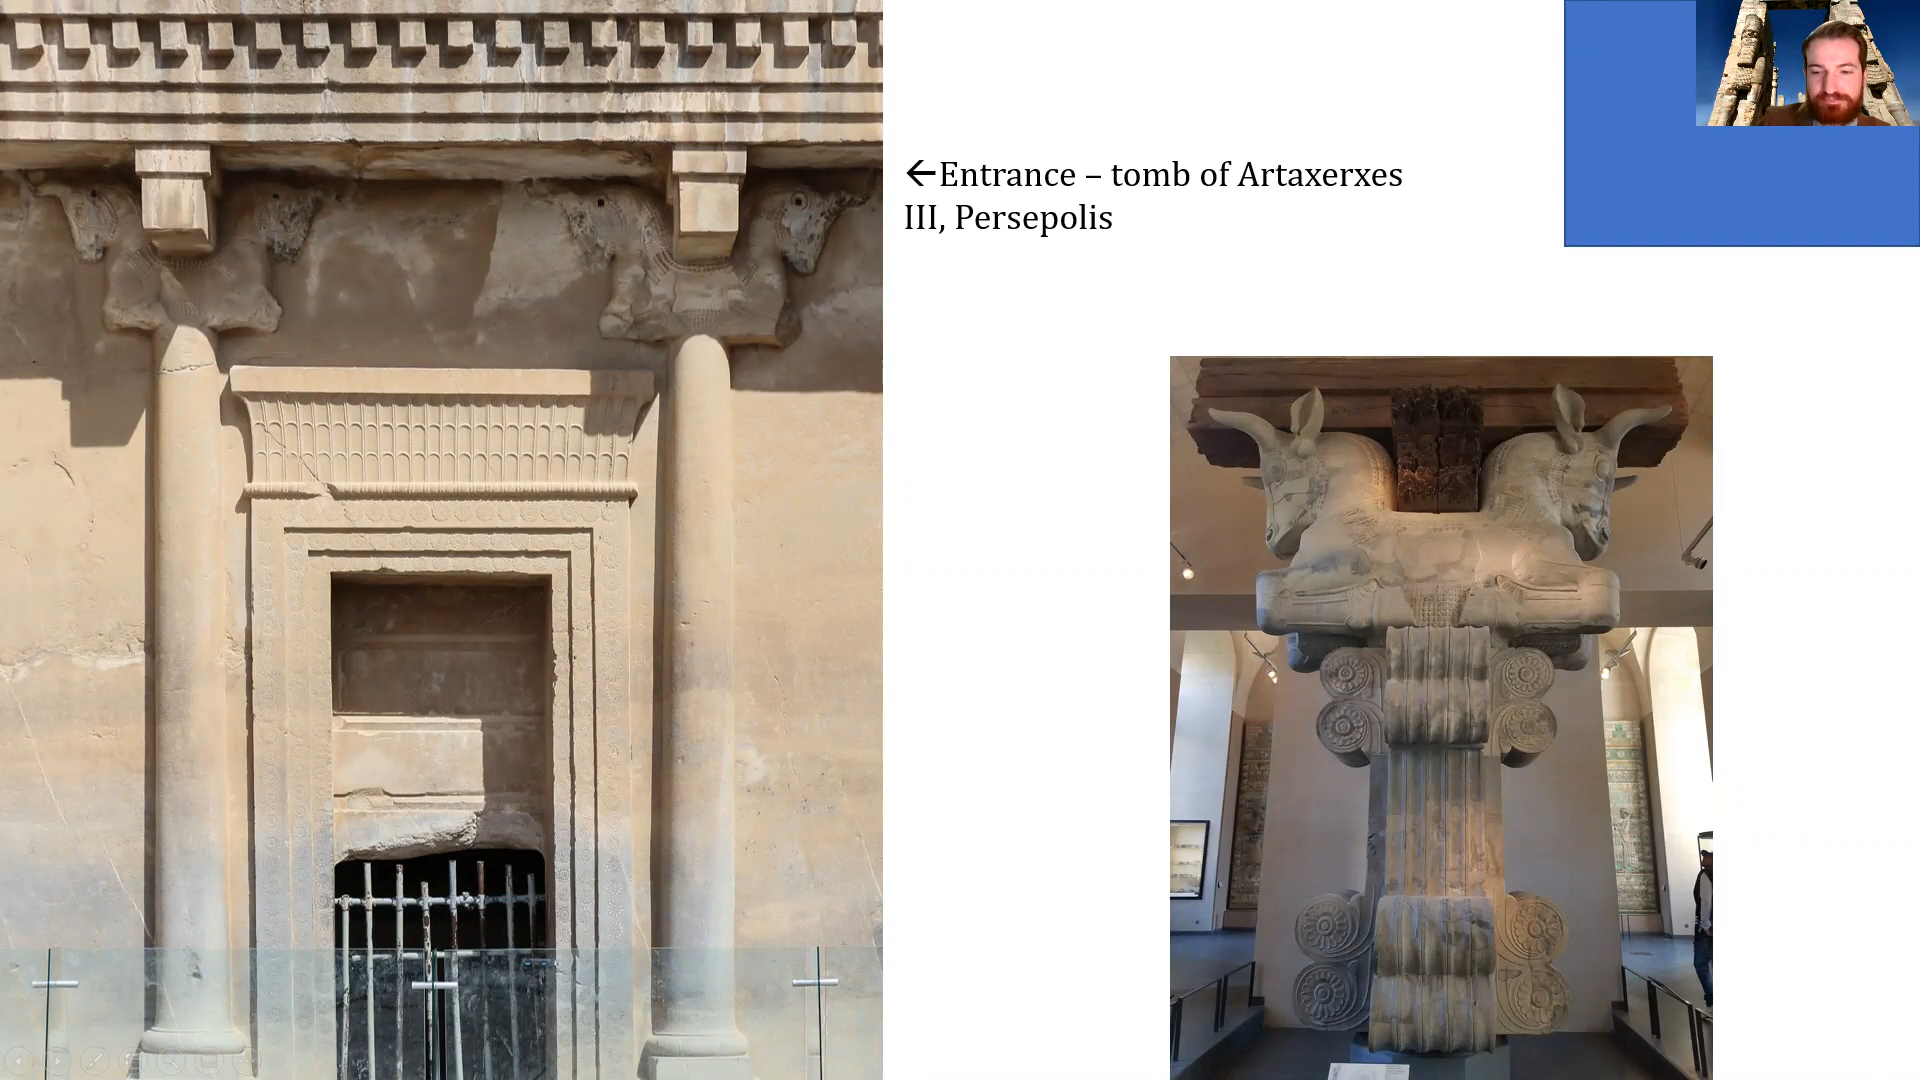 ←Entrance – tomb of Artaxerxes
III, Persepolis